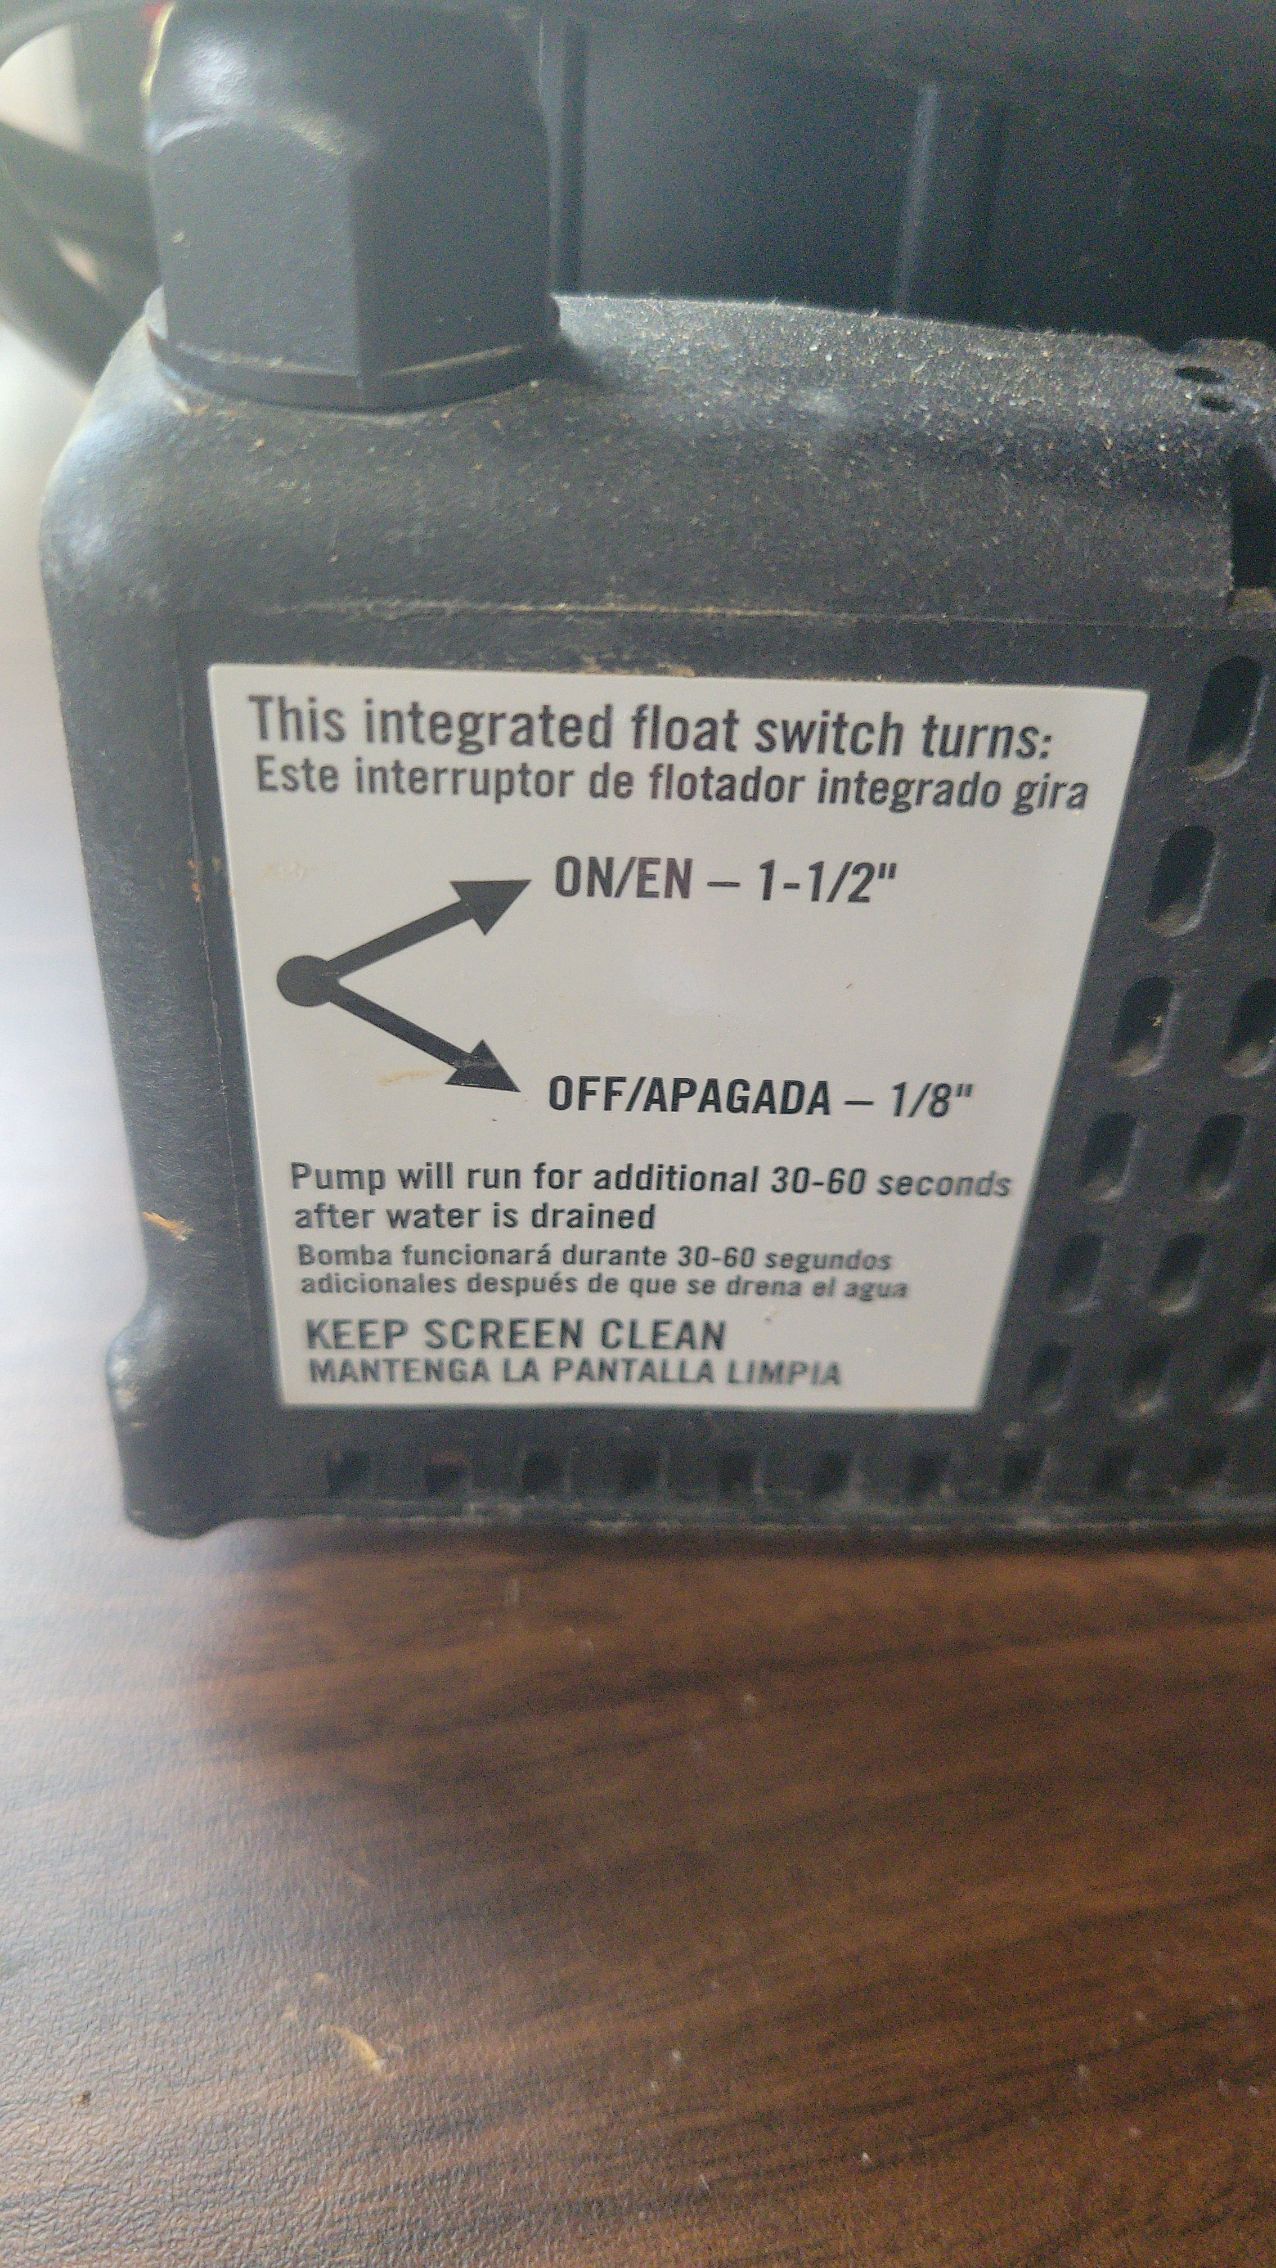 This integrated float switch turns:
Este interruptor de flotador integrado gira
ON/EN – 1-1/2"
OFF/APAGADA – 1/8"
Pump will run for additional 30-60 seconds
after water is drained
Bomba funcionará durante 30-60 segundos
adicionales después de que se drena el agua
KEEP SCREEN CLEAN
MANTENGA LA PANTALLA LIMPIA